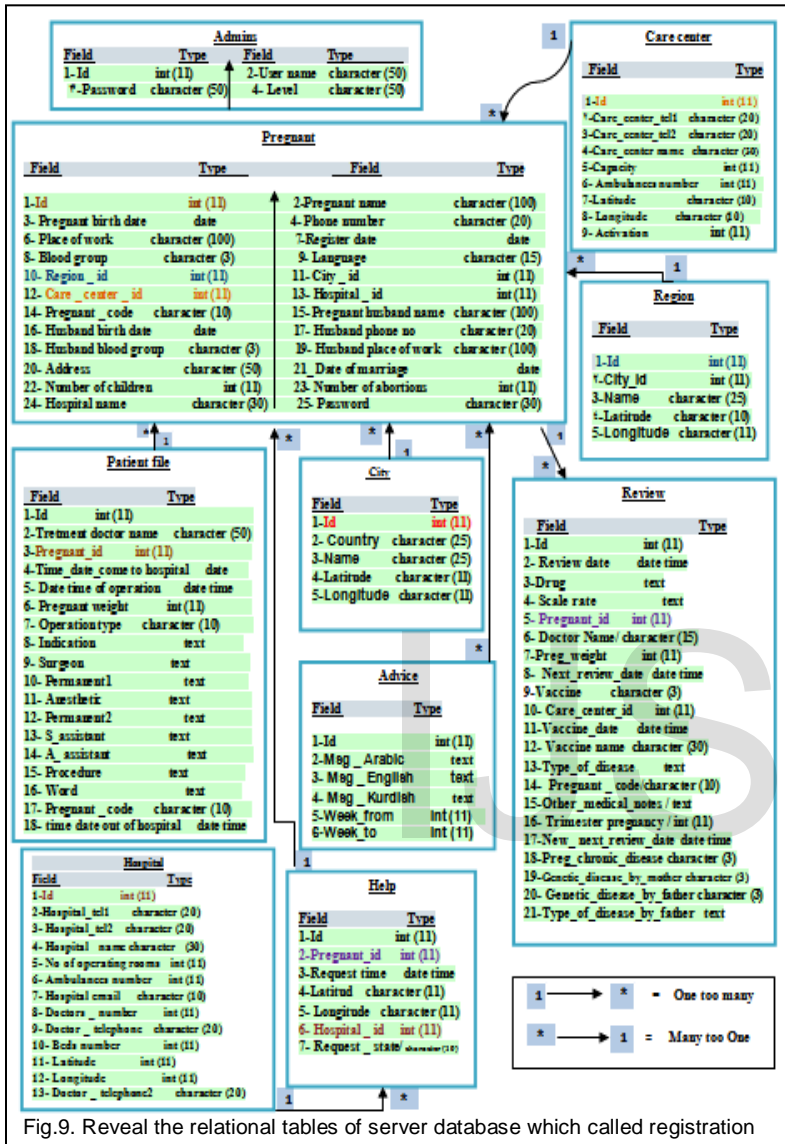 Admins
Field Type Field Type
1- Id int (11) 2-User name character (50)
٣-Password character (50) 4- Level character (50)
1
Care center
Field Type
1-Id int (11)
٢-Care_center_tel1 character (20)
3-Care_center_tel2 character (20)
4-Care_center name character (50)
5-Capacity int (11)
6- Ambulances number int (11)
7-Latitude character (10)
8- Longitude character (10)
9- Activation int (11)
*
Pregnant
Field Type Field Type
1-Id int (11) 2-Pregnant name character (100)
3- Pregnant birth date date 4-Phone number character (20)
6- Place of work character (100) 7-Register date date
8- Blood group character (3) 9- Language character (15)
10- Region_id int (11) 11-City_id int (11)
12- Care _center _id int (11) 13- Hospital_id int (11)
14- Pregnant _code character (10) 15-Pregnant husband name character (100)
16- Husband birth date date 17- Husband phone no character (20)
18- Husband blood group character (3) 19- Husband place of work character (100)
20- Address character (50) 21_Date of marriage date
22- Number of children int (11) 23- Number of abortions int (11)
24- Hospital name character (30) 25- Password character (30)
* 1
Region
Field Type
1-Id int (11)
٢-City_id int (11)
3-Name character (25)
٤-Latitude character (10)
5-Longitude character (11)
* 1
Patient file
Field Type
1-Id int (11)
2-Tretment doctor name character (50)
3-Pregnant_id int (11)
4-Time_date_come to hospital date
5- Date time of operation date time
6- Pregnant weight int (11)
7- Operation type character (10)
8- Indication text
9- Surgeon text
10- Permanent1 text
11- Anesthetic text
12- Permanent2 text
13- S_assistant text
14- A_assistant text
15- Procedure text
16- Word text
17- Pregnant _code character (10)
18- time date out of hospital date time
* 1
City
Field Type
1-Id int (11)
2- Country character (25)
3-Name character (25)
4-Latitude character (11)
5-Longitude character (11)
* *
Advice
Field Type
1-Id int (11)
2-Msg_Arabic text
3- Msg_English text
4- Msg_Kurdish text
5-Week_from int (11)
6-Week_to int (11)
* 1
*
Review
Field Type
1-Id int (11)
2- Review date date time
3-Drug text
4- Scale rate text
5- Pregnant_id int (11)
6- Doctor Name/ character (15)
7-Preg_weight int (11)
8- Next_review_date date time
9-Vaccine character (3)
10- Care_center_id int (11)
11-Vaccine_date date time
12- Vaccine name character (30)
13-Type_of_disease text
14- Pregnant _ code/character (10)
15-Other_medical_notes / text
16- Trimester pregnancy / int (11)
17-New_ next_review_date date time
18-Preg_chronic_disease character (3)
19-Genetic_disease_by_mother character (3)
20- Genetic_disease_by_father character (3)
21-Type_of_disease_by_father text
IJS
Hospital
Field Type
1-Id int (11)
2-Hospital_tel1 character (20)
3-Hospital_tel2 character (20)
4- Hospital _name character (30)
5- No of operating rooms int (11)
6- Ambulances number int (11)
7- Hospital email character (10)
8- Doctors _ number int (11)
9- Doctor _ telephone character (20)
10- Beds number int (11)
11- Latitude int (11)
12- Longitude int (11)
13- Doctor _ telephone2 character (20)
1
Help
Field Type
1-Id int (11)
2-Pregnant_id int (11)
3-Request time date time
4-Latitud character (11)
5- Longitud character (11)
6- Hospital_id int (11)
7- Request _state/ character (10)
1 *
1 * = One too many
* 1 = Many too One
Fig.9. Reveal the relational tables of server database which called registration